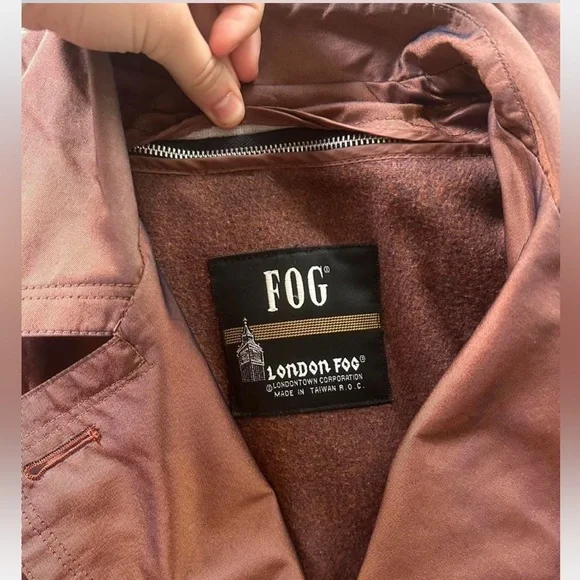 FOG®
LONDON FOG®
® LONDONTOWN CORPORATION
MADE IN TAIWAN R.O.C.